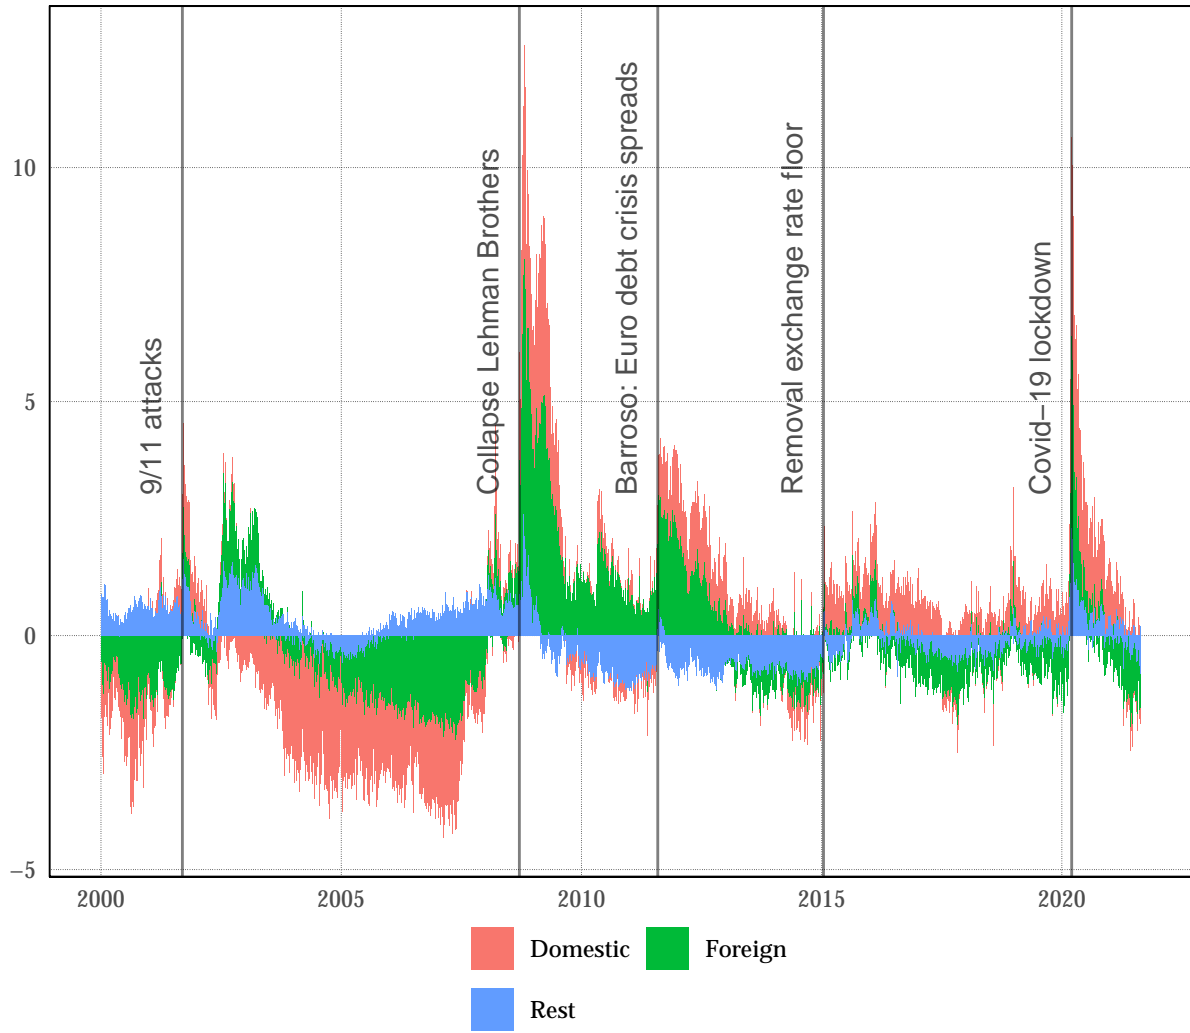 10
5
0
−5
9/11 attacks
Collapse Lehman Brothers
Barroso: Euro debt crisis spreads
Removal exchange rate floor
Covid−19 lockdown
2000 2005 2010 2015 2020
Domestic Foreign
Rest